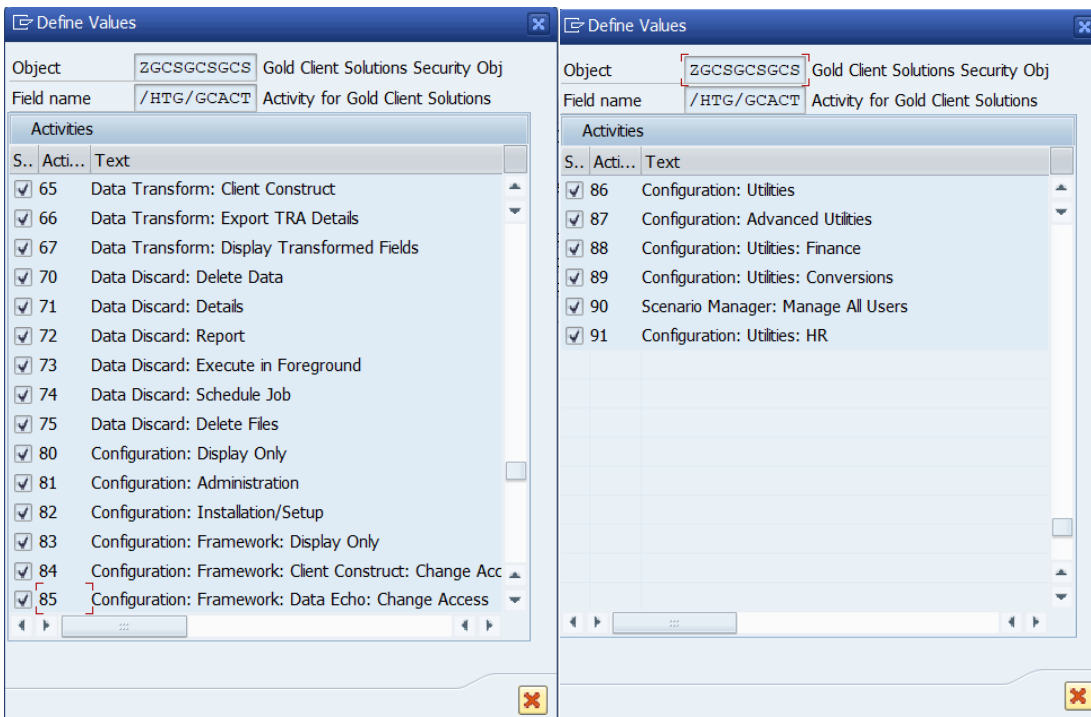 Define Values
Object ZGCSGCSGCS Gold Client Solutions Security Obj
Field name /HTG/GCACT Activity for Gold Client Solutions
Activities
S.. Acti... Text
65 Data Transform: Client Construct
66 Data Transform: Export TRA Details
67 Data Transform: Display Transformed Fields
70 Data Discard: Delete Data
71 Data Discard: Details
72 Data Discard: Report
73 Data Discard: Execute in Foreground
74 Data Discard: Schedule Job
75 Data Discard: Delete Files
80 Configuration: Display Only
81 Configuration: Administration
82 Configuration: Installation/Setup
83 Configuration: Framework: Display Only
84 Configuration: Framework: Client Construct: Change Acc
85 Configuration: Framework: Data Echo: Change Access
Define Values
Object ZGCSGCSGCS Gold Client Solutions Security Obj
Field name /HTG/GCACT Activity for Gold Client Solutions
Activities
S.. Acti... Text
86 Configuration: Utilities
87 Configuration: Advanced Utilities
88 Configuration: Utilities: Finance
89 Configuration: Utilities: Conversions
90 Scenario Manager: Manage All Users
91 Configuration: Utilities: HR